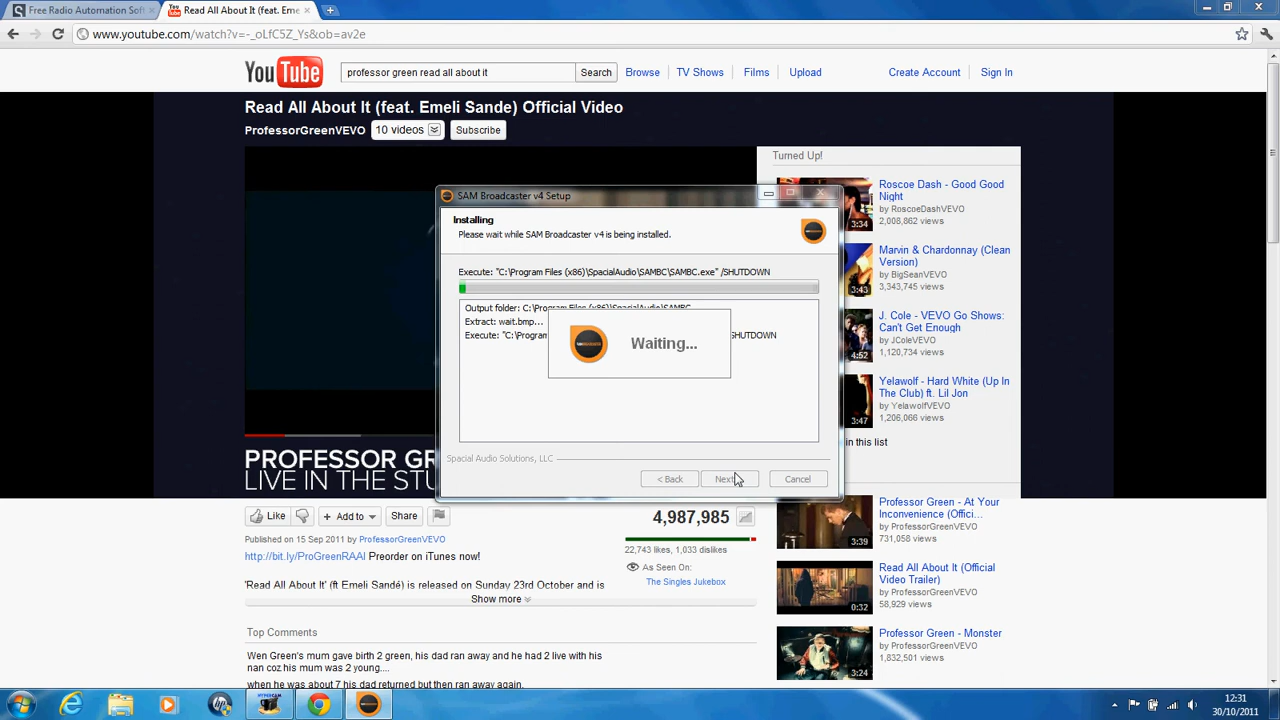 Free Radio Automation Soft
Read All About It (feat. Eme
www.youtube.com/watch?v=-_oLfC5Z_Ys&ob=av2e
YouTube
professor green read all about it
Search
Browse
TV Shows
Films
Upload
Create Account
Sign In
Read All About It (feat. Emeli Sande) Official Video
ProfessorGreenVEVO
10 videos
Subscribe
Turned Up!
Roscoe Dash - Good Good
Night
by RoscoeDashVEVO
2,008,862 views
3:34
Marvin & Chardonnay (Clean
Version)
by BigSeanVEVO
3,343,745 views
3:43
J. Cole - VEVO Go Shows:
Can't Get Enough
by JColeVEVO
1,120,734 views
4:52
Yelawolf - Hard White (Up In
The Club) ft. Lil Jon
by YelawolfVEVO
1,206,066 views
3:47
in this list
SAM Broadcaster v4 Setup
Installing
Please wait while SAM Broadcaster v4 is being installed.
Execute: "C:\Program Files (x86)\SpacialAudio\SAMBC\SAMBC.exe" /SHUTDOWN
Output folder: C:\Program Files (x86)\SpacialAudio\SAMBC
Extract: wait.bmp...
Execute: "C:\Program
SHUTDOWN
Waiting...
Spacial Audio Solutions, LLC
< Back
Next
Cancel
PROFESSOR GR
LIVE IN THE STU
Like
Add to
Share
4,987,985
Published on 15 Sep 2011 by ProfessorGreenVEVO
http://bit.ly/ProGreenRAAI Preorder on iTunes now!
22,743 likes, 1,033 dislikes
As Seen On:
The Singles Jukebox
'Read All About It' (ft Emeli Sandé) is released on Sunday 23rd October and is
Show more
Top Comments
Wen Green's mum gave birth 2 green, his dad ran away and he had 2 live with his
nan coz his mum was 2 young....
when he was about 7 his dad returned but then ran away again.
Professor Green - At Your
Inconvenience (Offici...
by ProfessorGreenVEVO
731,058 views
3:39
Read All About It (Official
Video Trailer)
by ProfessorGreenVEVO
58,929 views
0:32
Professor Green - Monster
by ProfessorGreenVEVO
1,832,501 views
3:24
HYPERCAM
hp
12:31
30/10/2011